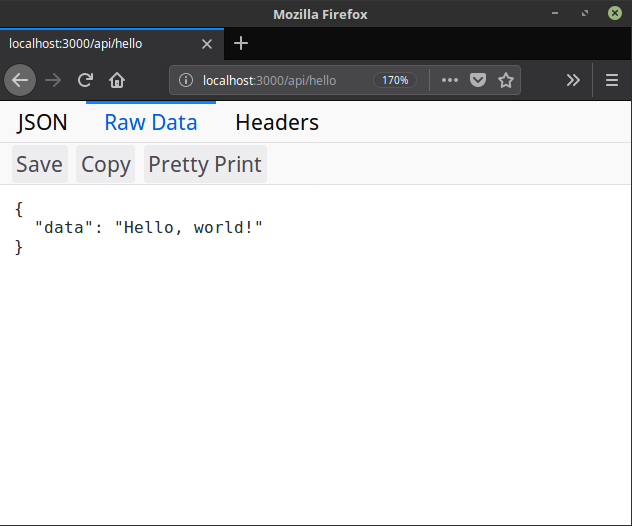 Mozilla Firefox
localhost:3000/api/hello
localhost:3000/api/hello 170%
JSON Raw Data Headers
Save Copy Pretty Print
{
  "data": "Hello, world!"
}